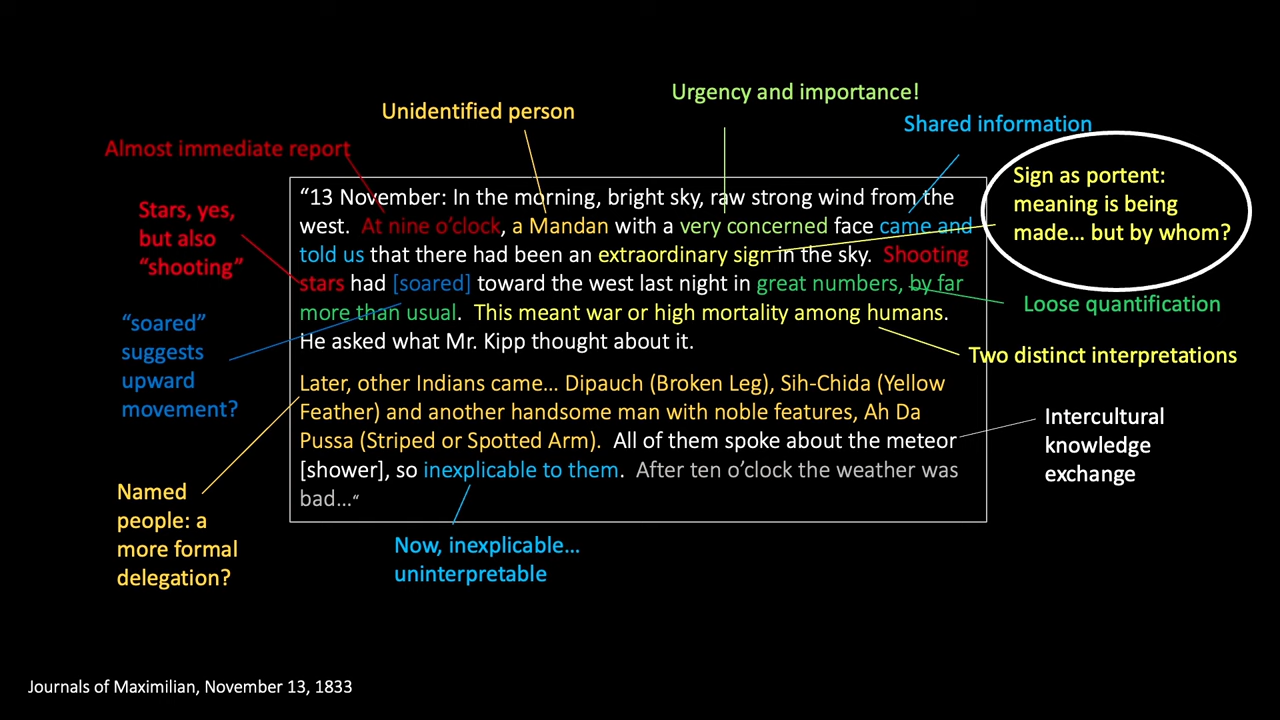 Urgency and importance!
Unidentified person
Shared information
Almost immediate report
Sign as portent:
meaning is being
made... but by whom?
Stars, yes,
but also
“shooting”
“13 November: In the morning, bright sky, raw strong wind from the
west. At nine o’clock, a Mandan with a very concerned face came and
told us that there had been an extraordinary sign in the sky. Shooting
stars had [soared] toward the west last night in great numbers, by far
more than usual. This meant war or high mortality among humans.
He asked what Mr. Kipp thought about it.
Later, other Indians came... Dipauch (Broken Leg), Sih-Chida (Yellow
Feather) and another handsome man with noble features, Ah Da
Pussa (Striped or Spotted Arm). All of them spoke about the meteor
[shower], so inexplicable to them. After ten o’clock the weather was
bad...“
Loose quantification
“soared”
suggests
upward
movement?
Two distinct interpretations
Intercultural
knowledge
exchange
Named
people: a
more formal
delegation?
Now, inexplicable...
uninterpretable
Journals of Maximilian, November 13, 1833